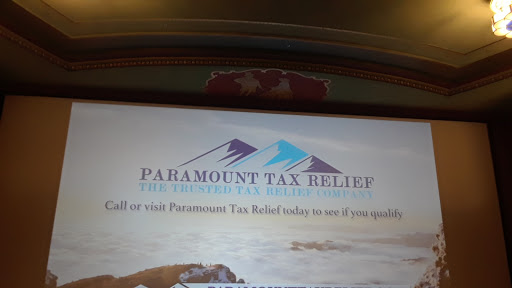 PARAMOUNT TAX RELIEF
THE TRUSTED TAX RELIEF COMPANY
Call or visit Paramount Tax Relief today to see if you qualify